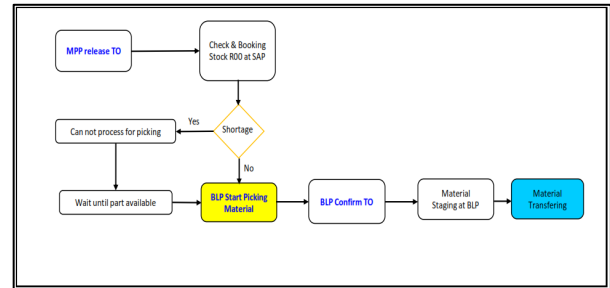 MPP release TO
Check & Booking
Stock R00 at SAP
Yes
Shortage
Can not process for picking
No
Wait until part available
BLP Start Picking
Material
BLP Confirm TO
Material
Staging at BLP
Material
Transfering